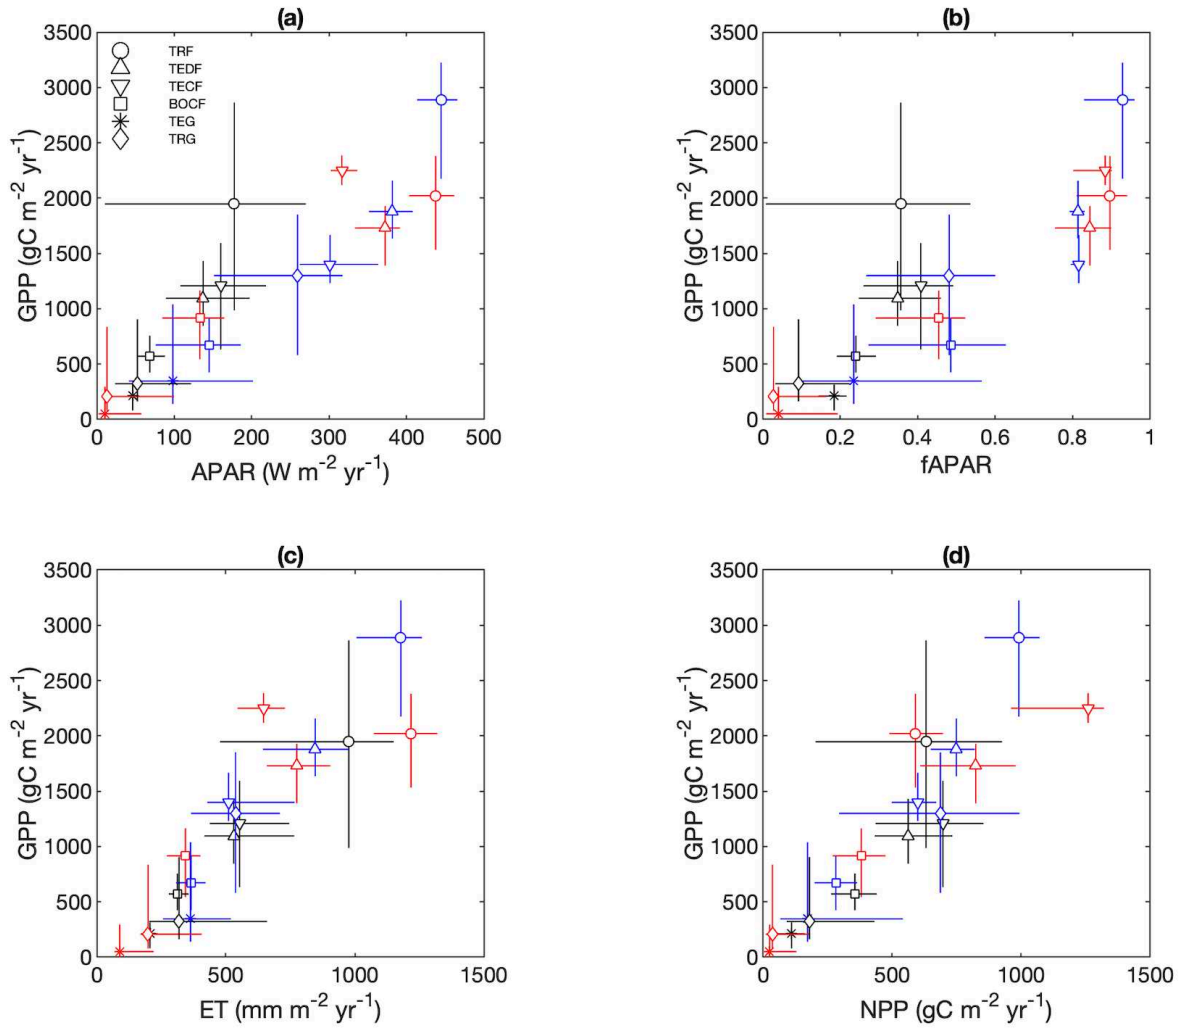 (a)
3500
3000
2500
2000
1500
1000
500
0
GPP (gC m⁻² yr⁻¹)
TRF
TEDF
TECF
BOCF
TEG
TRG
0 100 200 300 400 500
APAR (W m⁻² yr⁻¹)
(b)
3500
3000
2500
2000
1500
1000
500
0
GPP (gC m⁻² yr⁻¹)
0 0.2 0.4 0.6 0.8 1
fAPAR
(c)
3500
3000
2500
2000
1500
1000
500
0
GPP (gC m⁻² yr⁻¹)
0 500 1000 1500
ET (mm m⁻² yr⁻¹)
(d)
3500
3000
2500
2000
1500
1000
500
0
GPP (gC m⁻² yr⁻¹)
0 500 1000 1500
NPP (gC m⁻² yr⁻¹)